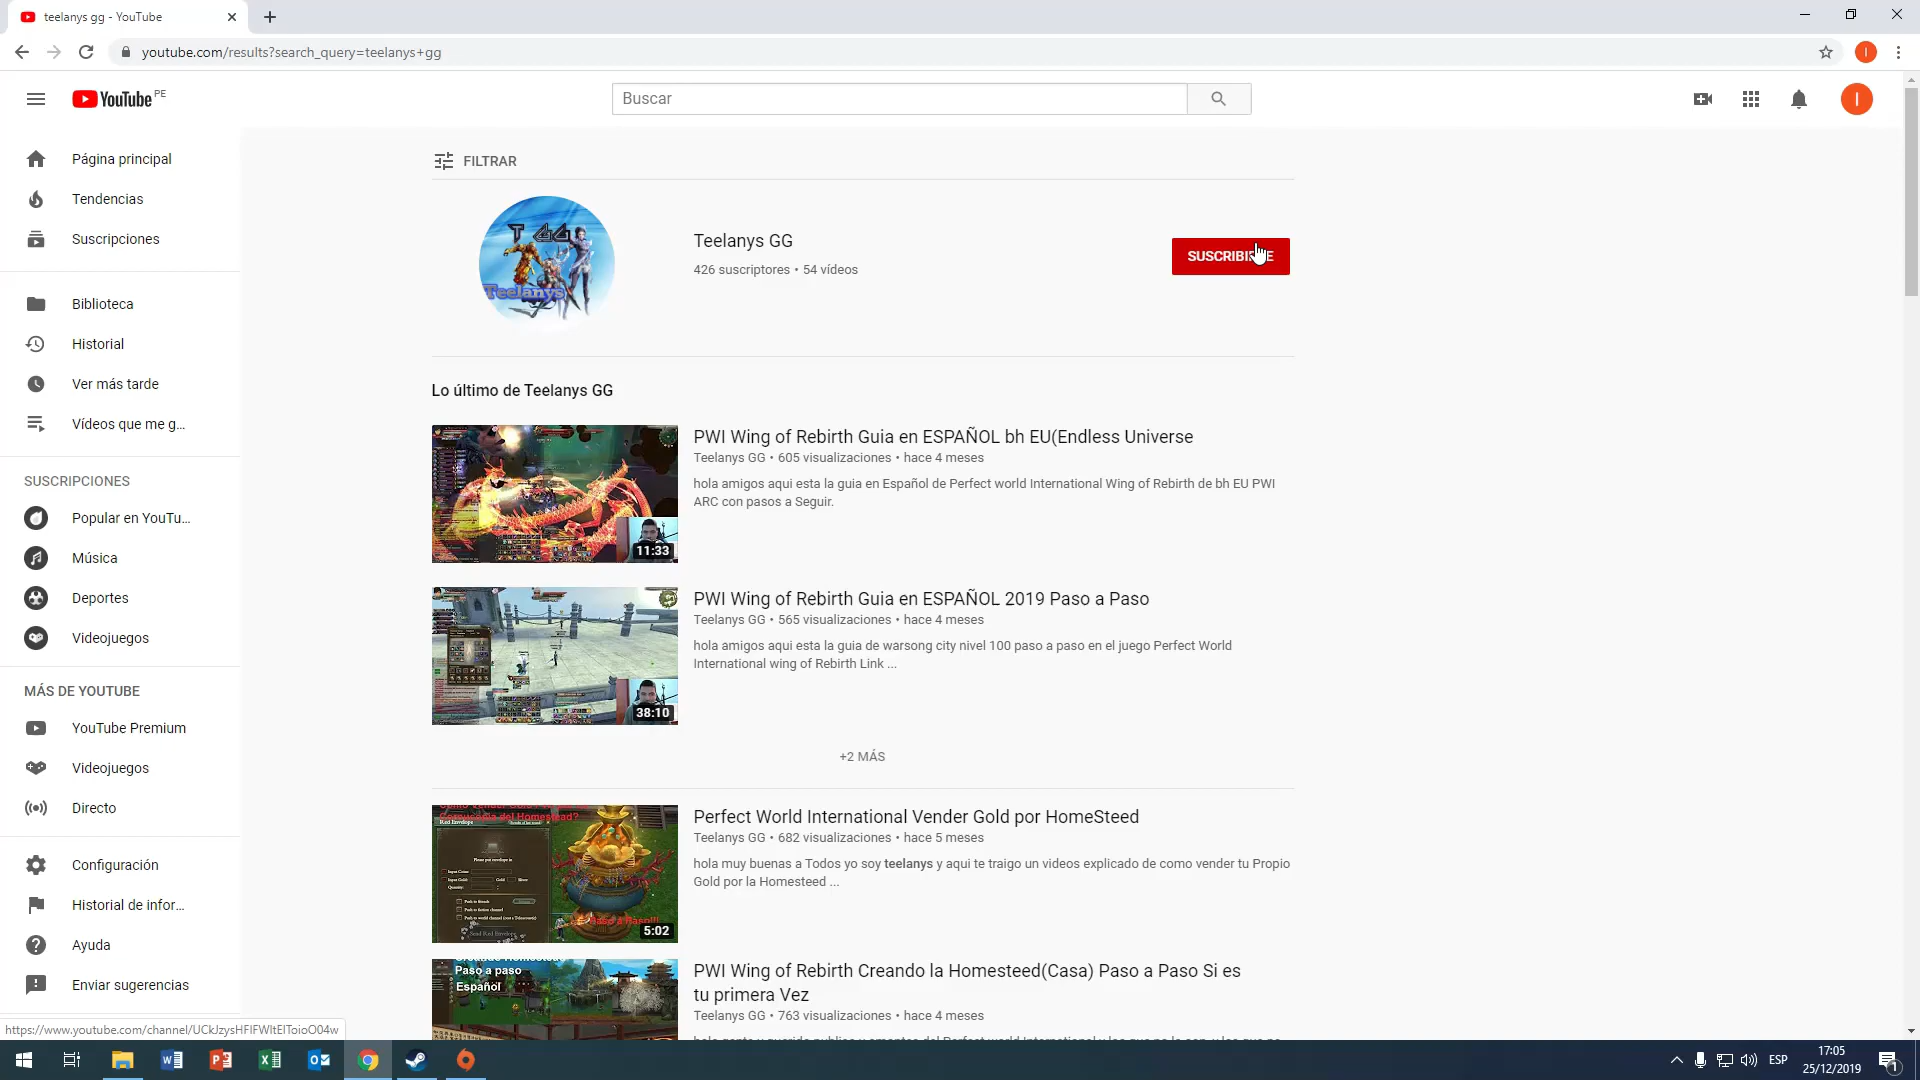 teelanys gg - YouTube
youtube.com/results?search_query=teelanys+gg
YouTube PE
Buscar
I
I
Página principal
Tendencias
Suscripciones
Biblioteca
Historial
Ver más tarde
Vídeos que me g...
SUSCRIPCIONES
Popular en YouTu...
Música
Deportes
Videojuegos
MÁS DE YOUTUBE
YouTube Premium
Videojuegos
Directo
Configuración
Historial de infor...
Ayuda
Enviar sugerencias
FILTRAR
T GG
Teelanys
Teelanys GG
426 suscriptores • 54 vídeos
Lo último de Teelanys GG
PWI Wing of Rebirth Guia en ESPAÑOL bh EU(Endless Universe
Teelanys GG • 605 visualizaciones • hace 4 meses
hola amigos aqui esta la guia en Español de Perfect world International Wing of Rebirth de bh EU PWI
ARC con pasos a Seguir.
11:33
PWI Wing of Rebirth Guia en ESPAÑOL 2019 Paso a Paso
Teelanys GG • 565 visualizaciones • hace 4 meses
hola amigos aqui esta la guia de warsong city nivel 100 paso a paso en el juego Perfect World
International wing of Rebirth Link ...
38:10
+2 MÁS
Perfect World International Vender Gold por HomeSteed
Teelanys GG • 682 visualizaciones • hace 5 meses
hola muy buenas a Todos yo soy teelanys y aqui te traigo un videos explicado de como vender tu Propio
Gold por la Homesteed ...
5:02
PWI Wing of Rebirth Creando la Homesteed(Casa) Paso a Paso Si es
tu primera Vez
Teelanys GG • 763 visualizaciones • hace 4 meses
Paso a paso
Español
https://www.youtube.com/channel/UCkJzysHFIFWItEIToioO04w
ESP
17:05
25/12/2019
1